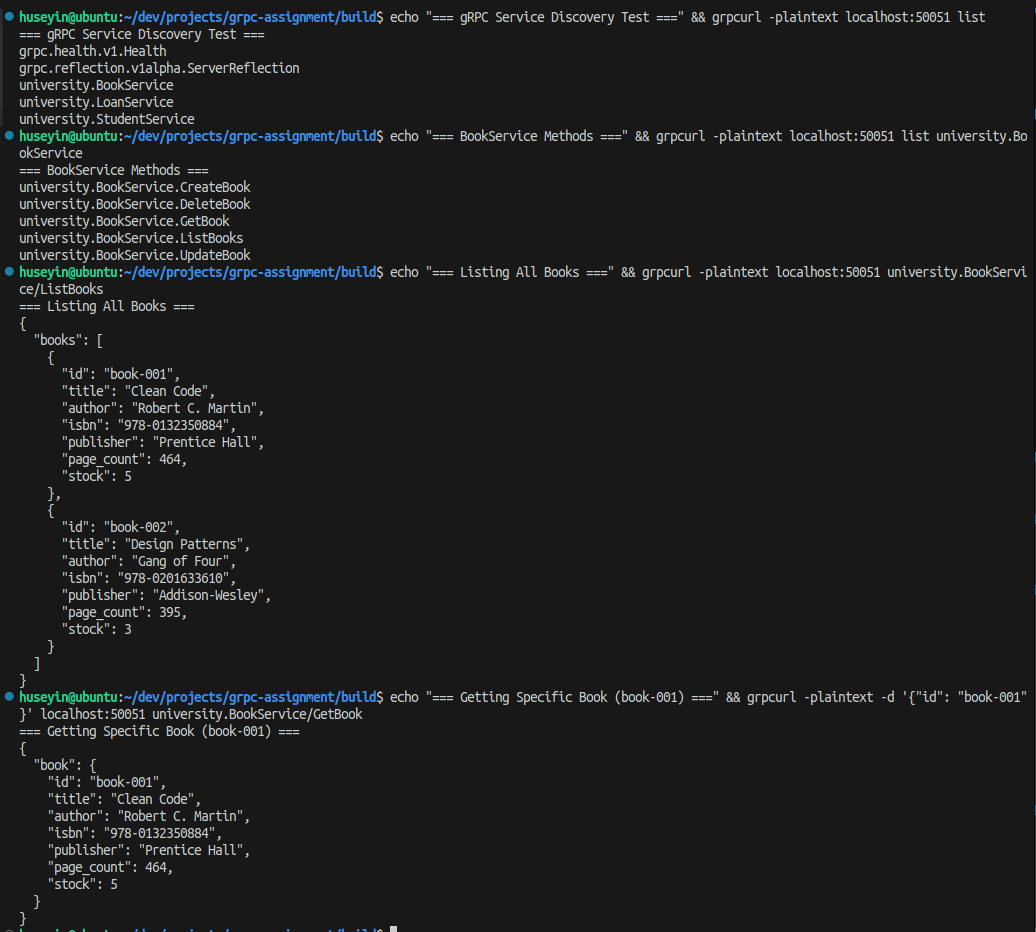 huseyin@ubuntu:~/dev/projects/grpc-assignment/build$ echo "=== gRPC Service Discovery Test ===" && grpcurl -plaintext localhost:50051 list
=== gRPC Service Discovery Test ===
grpc.health.v1.Health
grpc.reflection.v1alpha.ServerReflection
university.BookService
university.LoanService
university.StudentService
huseyin@ubuntu:~/dev/projects/grpc-assignment/build$ echo "=== BookService Methods ===" && grpcurl -plaintext localhost:50051 list university.Bo
okService
=== BookService Methods ===
university.BookService.CreateBook
university.BookService.DeleteBook
university.BookService.GetBook
university.BookService.ListBooks
university.BookService.UpdateBook
huseyin@ubuntu:~/dev/projects/grpc-assignment/build$ echo "=== Listing All Books ===" && grpcurl -plaintext localhost:50051 university.BookServi
ce/ListBooks
=== Listing All Books ===
{
  "books": [
    {
      "id": "book-001",
      "title": "Clean Code",
      "author": "Robert C. Martin",
      "isbn": "978-0132350884",
      "publisher": "Prentice Hall",
      "page_count": 464,
      "stock": 5
    },
    {
      "id": "book-002",
      "title": "Design Patterns",
      "author": "Gang of Four",
      "isbn": "978-0201633610",
      "publisher": "Addison-Wesley",
      "page_count": 395,
      "stock": 3
    }
  ]
}
huseyin@ubuntu:~/dev/projects/grpc-assignment/build$ echo "=== Getting Specific Book (book-001) ===" && grpcurl -plaintext -d '{"id": "book-001"
}' localhost:50051 university.BookService/GetBook
=== Getting Specific Book (book-001) ===
{
  "book": {
    "id": "book-001",
    "title": "Clean Code",
    "author": "Robert C. Martin",
    "isbn": "978-0132350884",
    "publisher": "Prentice Hall",
    "page_count": 464,
    "stock": 5
  }
}